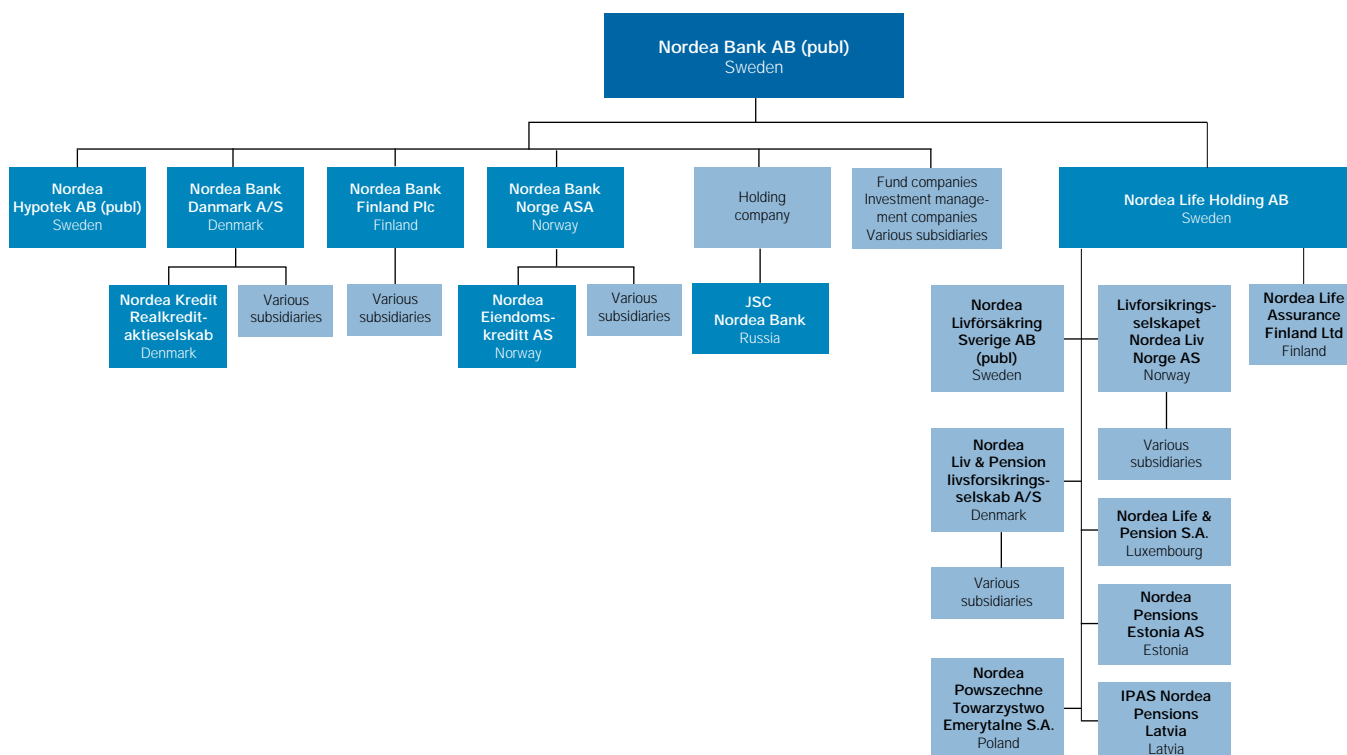 Nordea Bank AB (publ)
Sweden
Nordea
Hypotek AB (publ)
Sweden
Nordea Bank
Danmark A/S
Denmark
Nordea Bank
Finland Plc
Finland
Nordea Bank
Norge ASA
Norway
Holding
company
Fund companies
Investment manage-
ment companies
Various subsidiaries
Nordea Life Holding AB
Sweden
Nordea Kredit
Realkredit-
aktieselskab
Denmark
Various
subsidiaries
Various
subsidiaries
Nordea
Eiendoms-
kreditt AS
Norway
Various
subsidiaries
JSC
Nordea Bank
Russia
Nordea
Livförsäkring
Sverige AB
(publ)
Sweden
Livforsikrings-
selskapet
Nordea Liv
Norge AS
Norway
Nordea Life
Assurance
Finland Ltd
Finland
Nordea
Liv & Pension
livsforsikrings-
selskab A/S
Denmark
Various
subsidiaries
Nordea Life &
Pension S.A.
Luxembourg
Various
subsidiaries
Nordea
Pensions
Estonia AS
Estonia
Nordea
Powszechne
Towarzystwo
Emerytalne S.A.
Poland
IPAS Nordea
Pensions
Latvia
Latvia